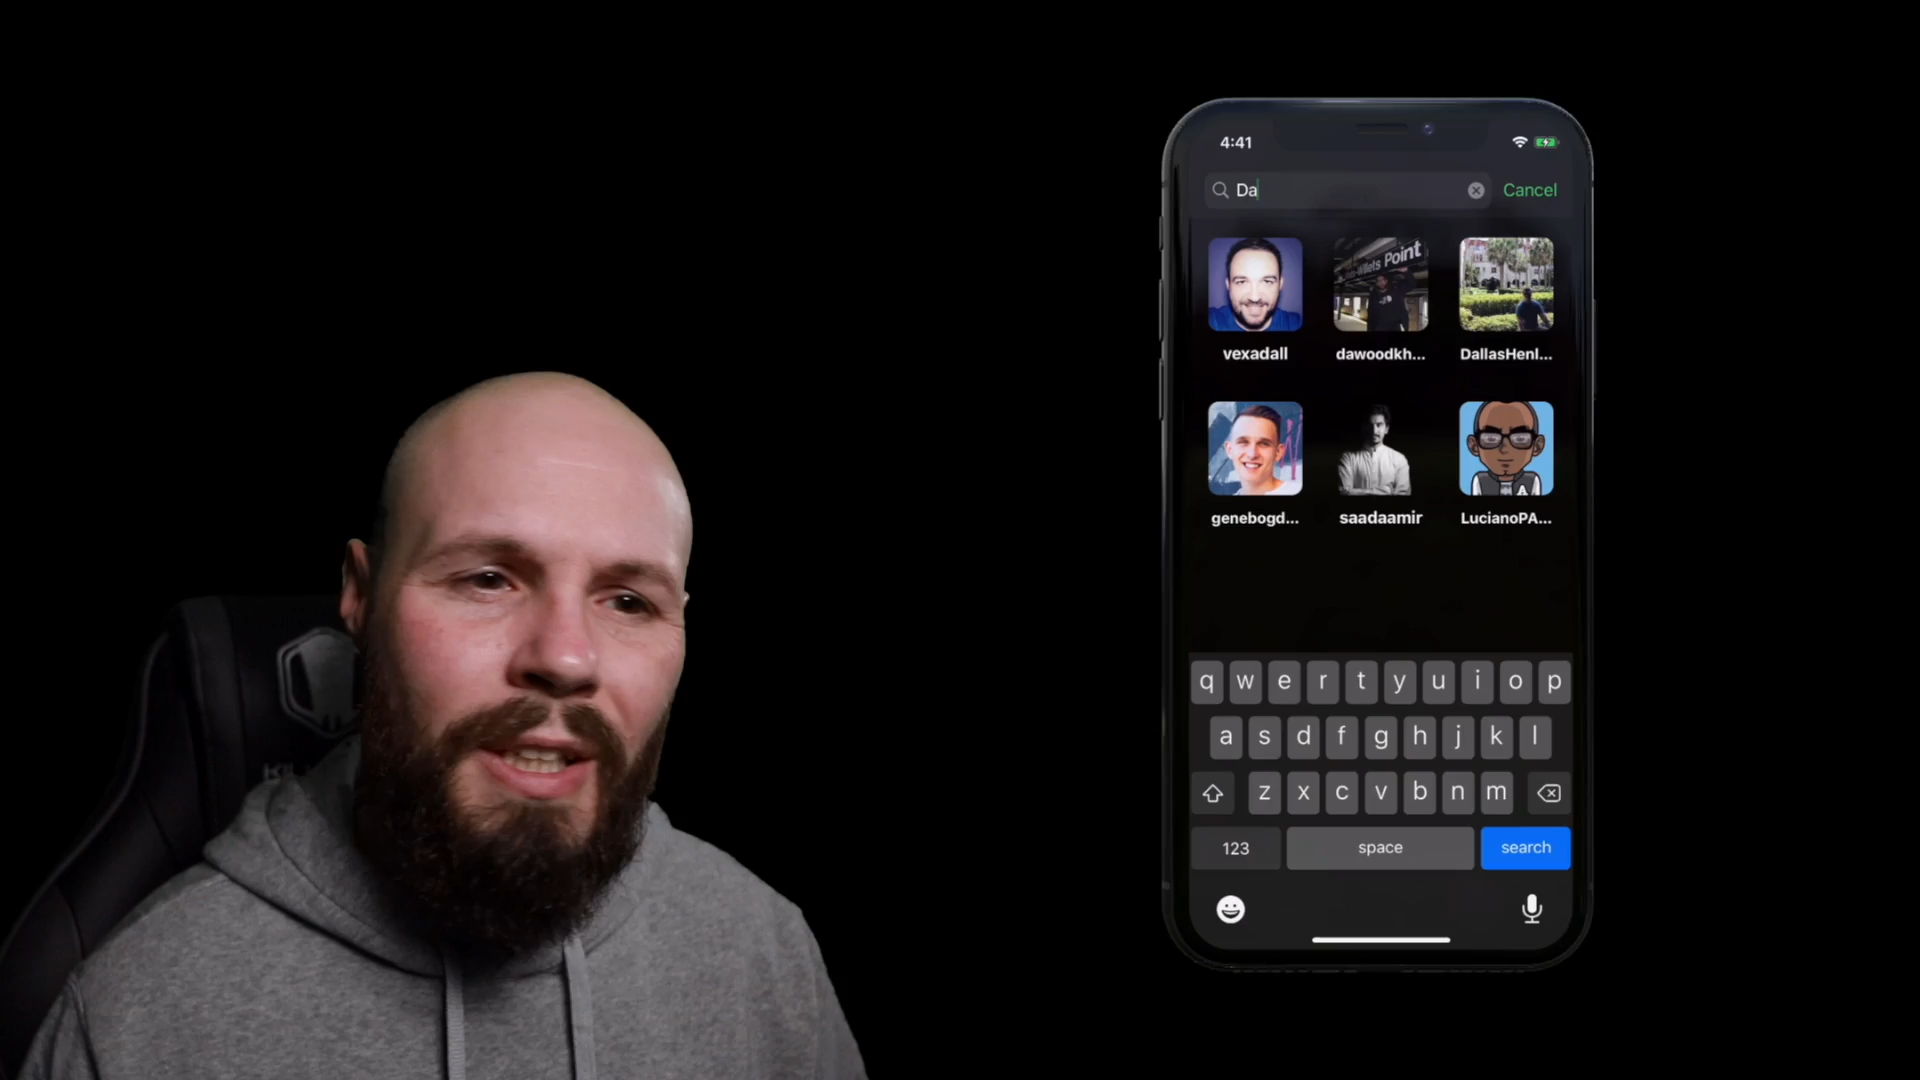 4:41
Da
Cancel
Willets Point
vexadall
dawoodkh...
DallasHenl...
A
genebogd...
saadaamir
LucianoPA...
q w e r t y u i o p
a s d f g h j k l
z x c v b n m
123
space
search